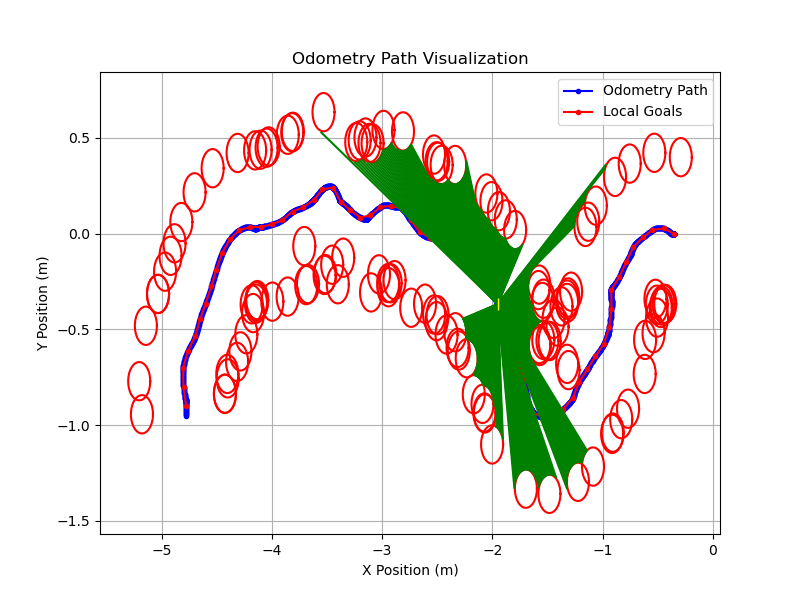 Odometry Path Visualization
Odometry Path
Local Goals
Y Position (m)
0.5
0.0
−0.5
−1.0
−1.5
−5
−4
−3
−2
−1
0
X Position (m)